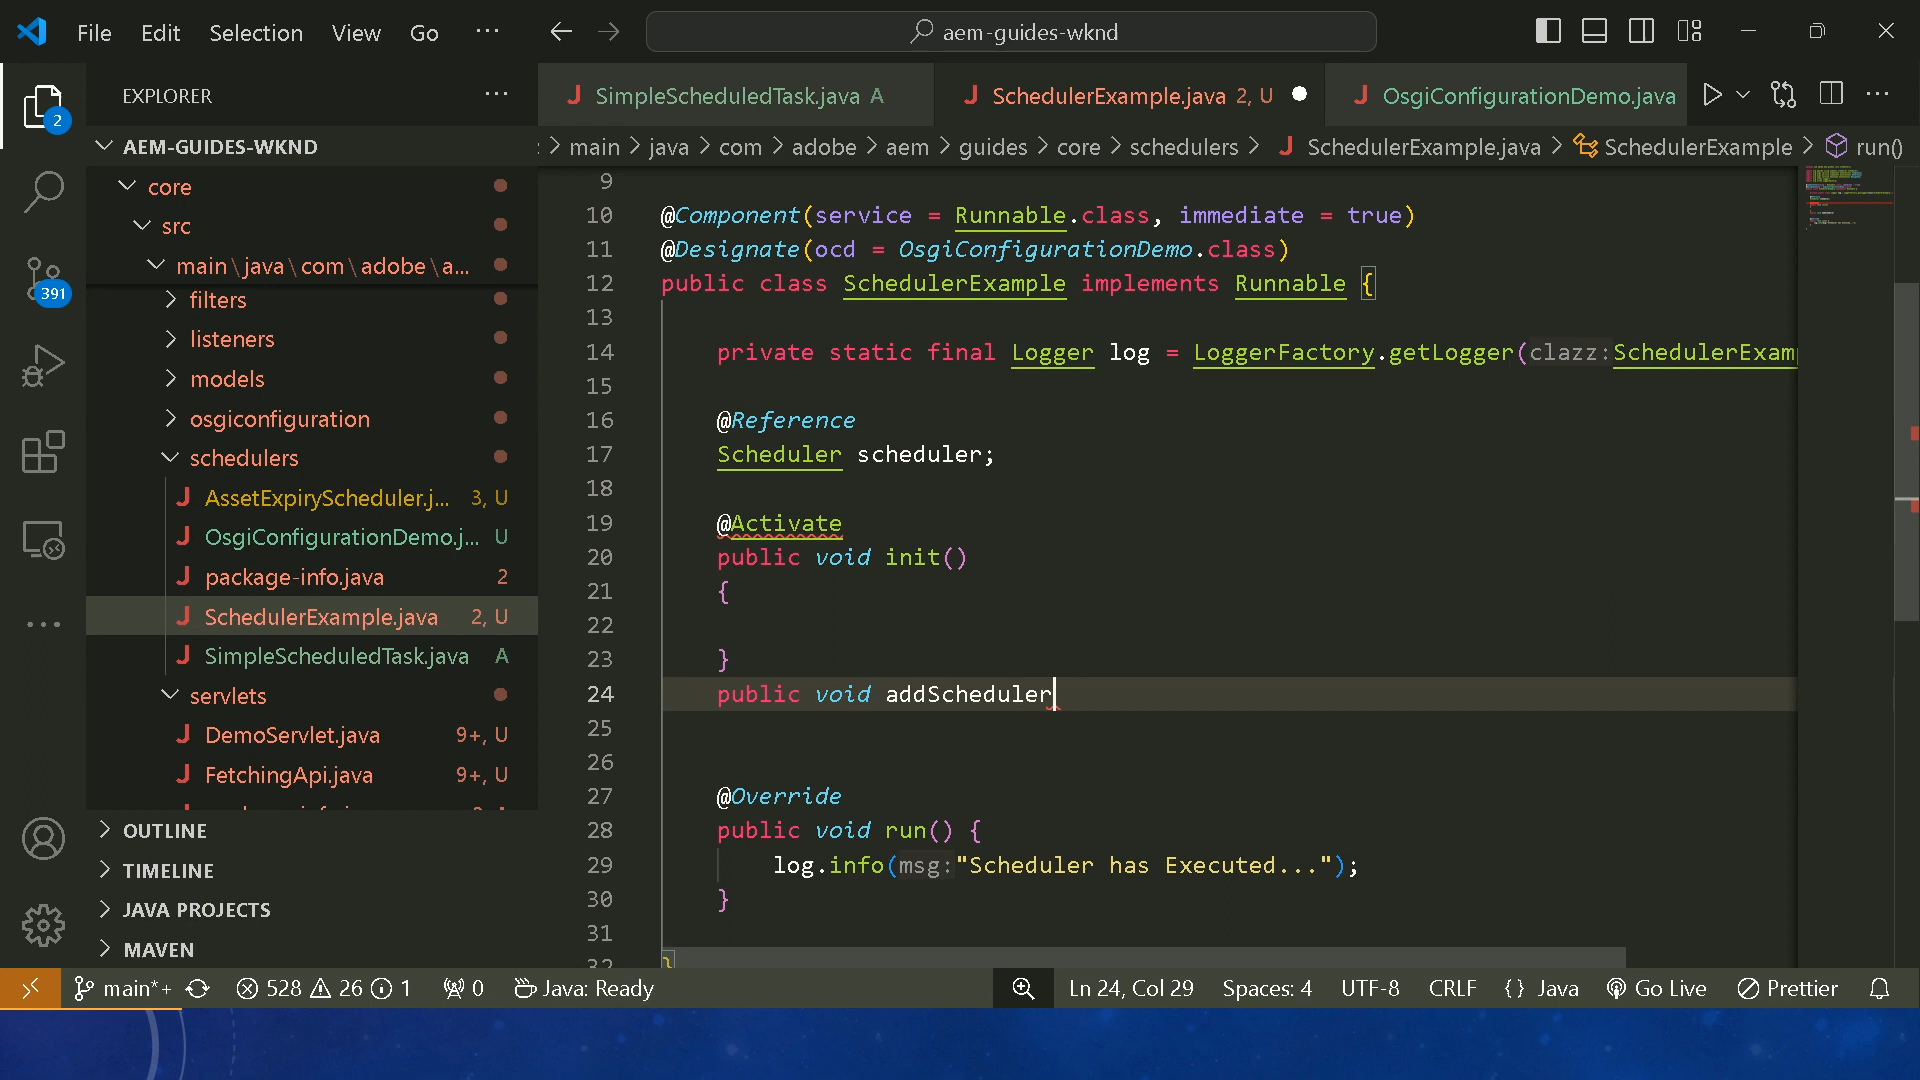 File Edit Selection View Go ···
aem-guides-wknd
EXPLORER ···
2
391
AEM-GUIDES-WKND
core
src
main\java\com\adobe\a...
filters
listeners
models
osgiconfiguration
schedulers
AssetExpiryScheduler.j... 3, U
OsgiConfigurationDemo.j... U
package-info.java 2
SchedulerExample.java 2, U
SimpleScheduledTask.java A
servlets
DemoServlet.java 9+, U
FetchingApi.java 9+, U
OUTLINE
TIMELINE
JAVA PROJECTS
MAVEN
SimpleScheduledTask.java A
SchedulerExample.java 2, U
OsgiConfigurationDemo.java
main > java > com > adobe > aem > guides > core > schedulers > SchedulerExample.java > SchedulerExample > run()
9
10 @Component(service = Runnable.class, immediate = true)
11 @Designate(ocd = OsgiConfigurationDemo.class)
12 public class SchedulerExample implements Runnable {
13
14 private static final Logger log = LoggerFactory.getLogger(clazz:SchedulerExam
15
16 @Reference
17 Scheduler scheduler;
18
19 @Activate
20 public void init()
21 {
22
23 }
24 public void addScheduler
25
26
27 @Override
28 public void run() {
29 log.info(msg:"Scheduler has Executed...");
30 }
31
32 }
main*+ 528 26 1 0 Java: Ready Ln 24, Col 29 Spaces: 4 UTF-8 CRLF {} Java Go Live Prettier